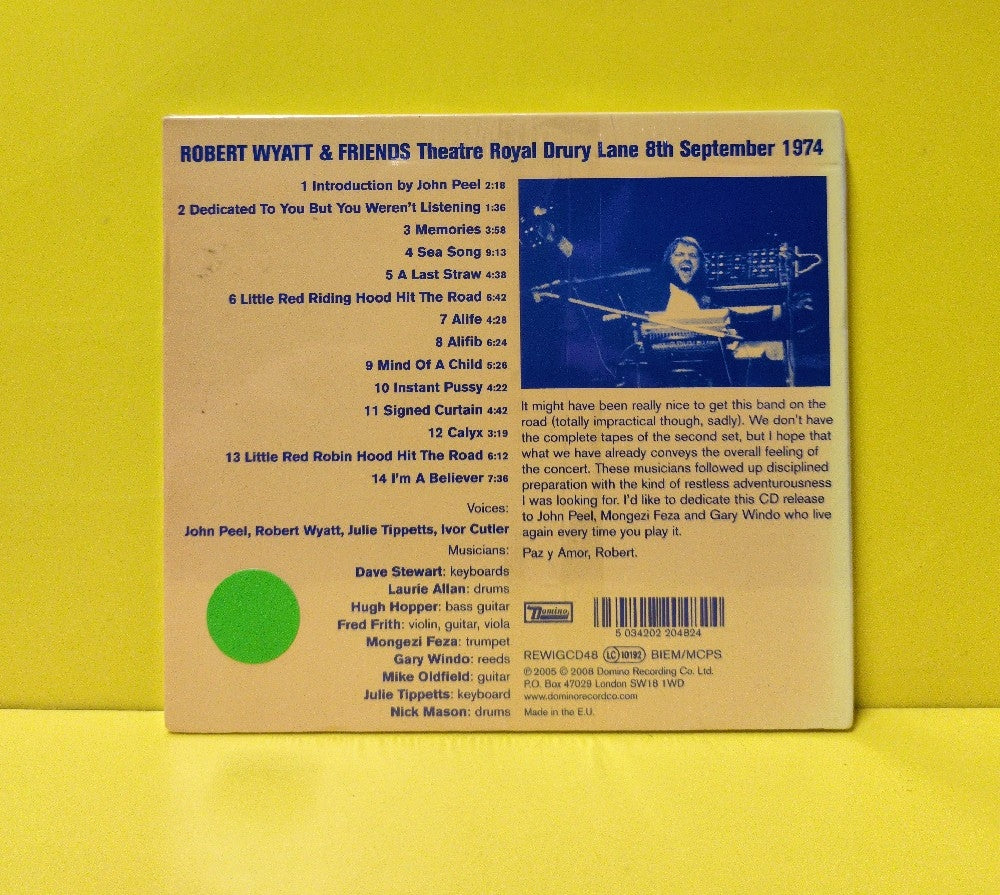 ROBERT WYATT & FRIENDS Theatre Royal Drury Lane 8th September 1974
1 Introduction by John Peel 2:18
2 Dedicated To You But You Weren't Listening 1:36
3 Memories 3:58
4 Sea Song 9:13
5 A Last Straw 4:38
6 Little Red Riding Hood Hit The Road 6:42
7 Alife 4:28
8 Alifib 6:24
9 Mind Of A Child 5:26
10 Instant Pussy 4:22
11 Signed Curtain 4:42
12 Calyx 3:19
13 Little Red Robin Hood Hit The Road 6:12
14 I'm A Believer 7:36
Voices:
John Peel, Robert Wyatt, Julie Tippetts, Ivor Cutler
Musicians:
Dave Stewart: keyboards
Laurie Allan: drums
Hugh Hopper: bass guitar
Fred Frith: violin, guitar, viola
Mongezi Feza: trumpet
Gary Windo: reeds
Mike Oldfield: guitar
Julie Tippetts: keyboard
Nick Mason: drums
It might have been really nice to get this band on the
road (totally impractical though, sadly). We don't have
the complete tapes of the second set, but I hope that
what we have already conveys the overall feeling of
the concert. These musicians followed up disciplined
preparation with the kind of restless adventurousness
I was looking for. I'd like to dedicate this CD release
to John Peel, Mongezi Feza and Gary Windo who live
again every time you play it.
Paz y Amor, Robert.
Domino
5 034202 204824
REWIGCD48 LC 10192 BIEM/MCPS
℗ 2005 © 2008 Domino Recording Co. Ltd.
P.O. Box 47029 London SW18 1WD
www.dominorecordco.com
Made in the E.U.